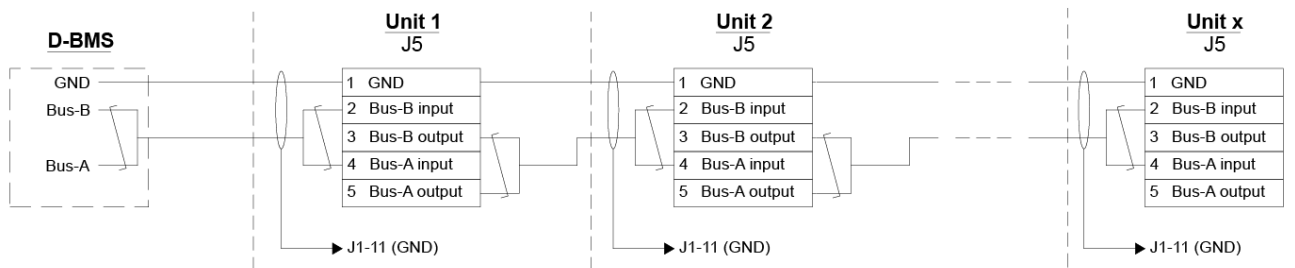 D-BMS
GND
Bus-B
Bus-A
Unit 1
J5
1 GND
2 Bus-B input
3 Bus-B output
4 Bus-A input
5 Bus-A output
J1-11 (GND)
Unit 2
J5
1 GND
2 Bus-B input
3 Bus-B output
4 Bus-A input
5 Bus-A output
J1-11 (GND)
Unit x
J5
1 GND
2 Bus-B input
3 Bus-B output
4 Bus-A input
5 Bus-A output
J1-11 (GND)